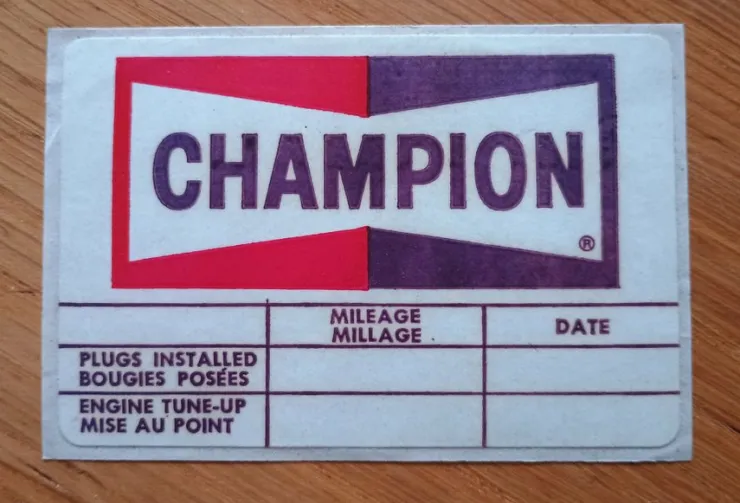 CHAMPION
®
MILEAGE
MILLAGE
DATE
PLUGS INSTALLED
BOUGIES POSÉES
ENGINE TUNE-UP
MISE AU POINT